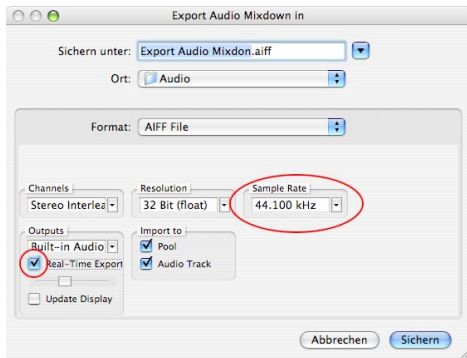 Export Audio Mixdown in
Sichern unter: Export Audio Mixdon.aiff
Ort: Audio
Format: AIFF File
Channels Resolution Sample Rate
Stereo Interlea 32 Bit (float) 44.100 kHz
Outputs Import to
Built-in Audio Pool
Real-Time Export Audio Track
Update Display
Abbrechen Sichern